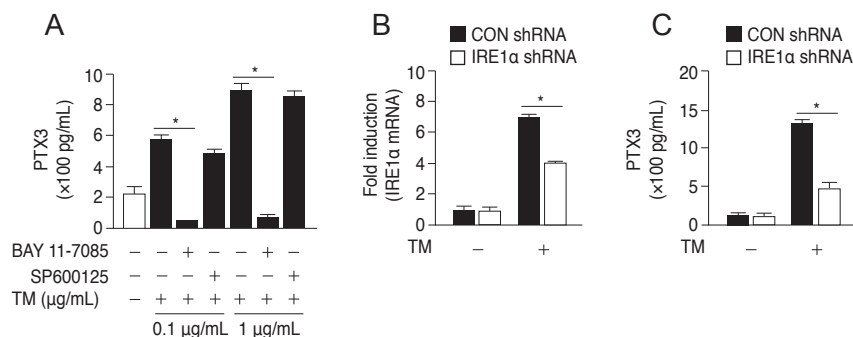 A
PTX3
(×100 pg/mL)
10
8
6
4
2
0
*
*
BAY 11-7085 – – + – – + –
SP600125 – – – + – – +
TM (μg/mL) – + + + + + +
0.1 μg/mL 1 μg/mL
B
CON shRNA
IRE1α shRNA
Fold induction
(IRE1α mRNA)
10
8
6
4
2
0
*
TM – +
C
CON shRNA
IRE1α shRNA
PTX3
(×100 pg/mL)
20
15
10
5
0
*
TM – +